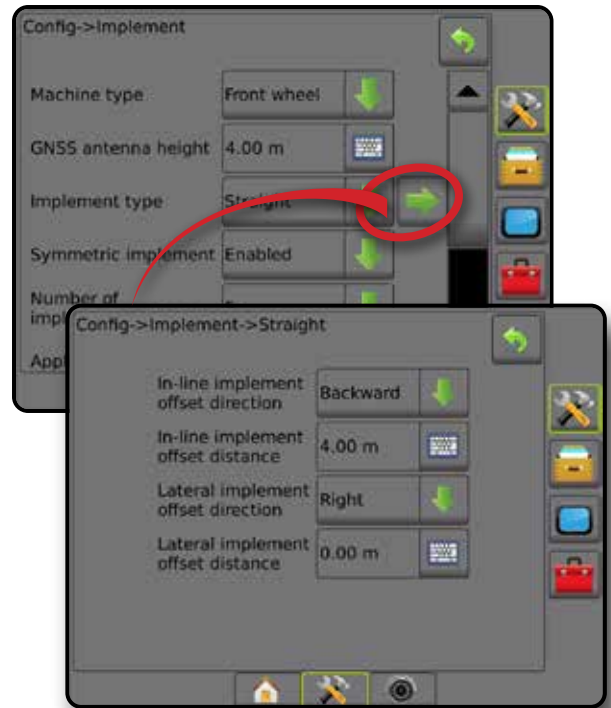 Config->Implement
Machine type Front wheel
GNSS antenna height 4.00 m
Implement type Straight
Symmetric implement Enabled
Number of
Config->Implement->Straight
In-line implement
offset direction Backward
In-line implement
offset distance 4.00 m
Lateral implement
offset direction Right
Lateral implement
offset distance 0.00 m